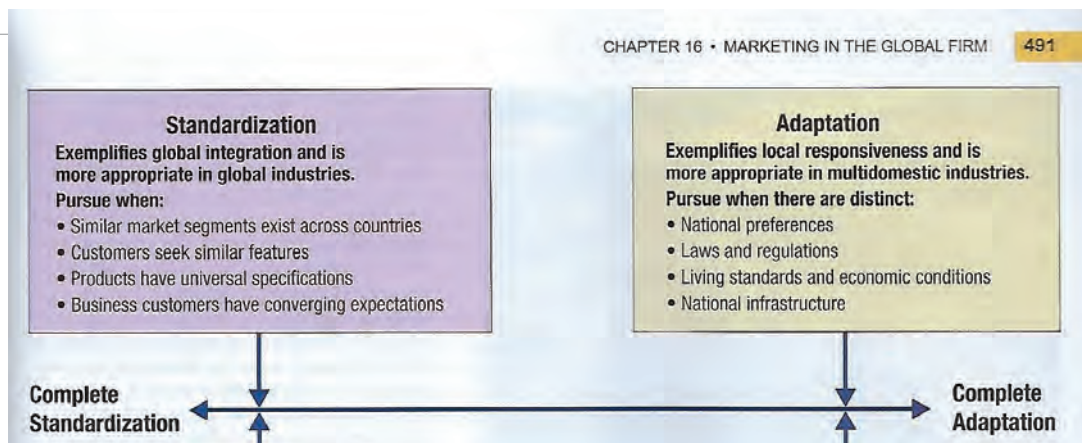 CHAPTER 16 • MARKETING IN THE GLOBAL FIRM 491
Standardization
Exemplifies global integration and is
more appropriate in global industries.
Pursue when:
• Similar market segments exist across countries
• Customers seek similar features
• Products have universal specifications
• Business customers have converging expectations
Adaptation
Exemplifies local responsiveness and is
more appropriate in multidomestic industries.
Pursue when there are distinct:
• National preferences
• Laws and regulations
• Living standards and economic conditions
• National infrastructure
Complete
Standardization
Complete
Adaptation